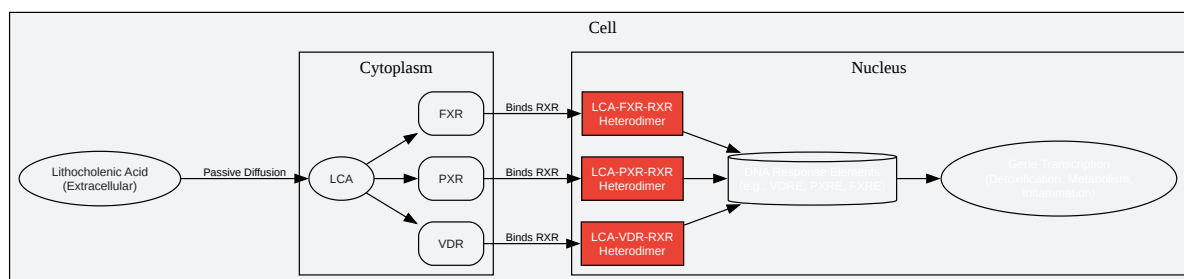 Cell
Cytoplasm
Nucleus
Lithocholenic Acid
(Extracellular)
Passive Diffusion
LCA
FXR
PXR
VDR
Binds RXR
Binds RXR
Binds RXR
LCA-FXR-RXR
Heterodimer
LCA-PXR-RXR
Heterodimer
LCA-VDR-RXR
Heterodimer
DNA Response Elements
(e.g., VDRE, PXRE, FXRE)
Gene Transcription
(Detoxification, Metabolism,
Inflammation)